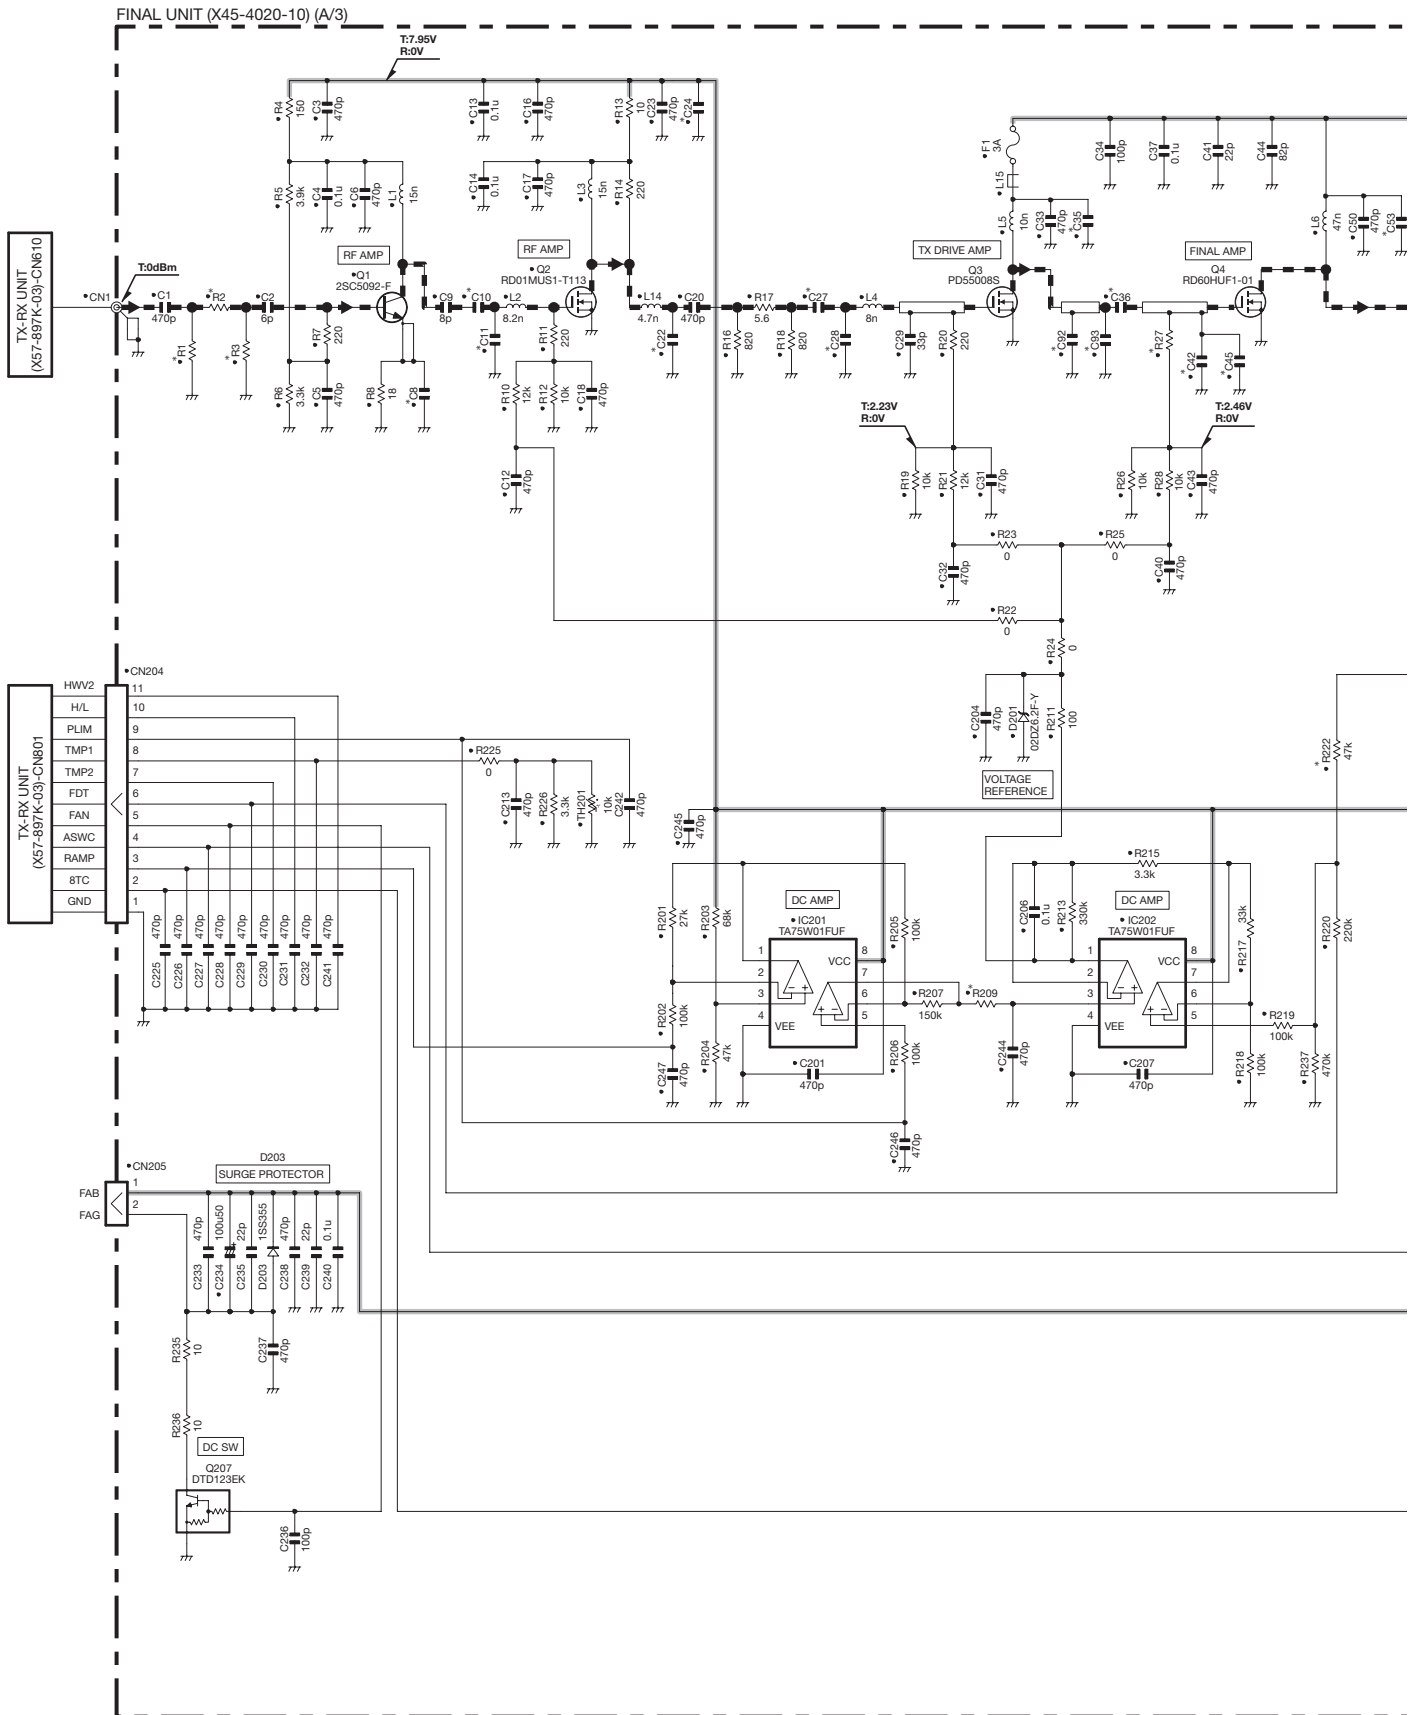 FINAL UNIT (X45-4020-10) (A/3)
T:7.95V
R:0V
•R4
150
•C3
470p
•C13
0.1u
•C16
470p
•R13
10
•C23
470p
*C24
•R5
3.9k
•C4
0.1u
•C6
470p
•L1
15n
•C14
0.1u
•C17
470p
•L3
15n
•R14
220
•F1
3A
•L15
•L5
10n
•C33
470p
*C35
C34
100p
C37
0.1u
C41
22p
C44
82p
•L6
47n
•C50
470p
*C53
TX-RX UNIT
(X57-897K-03)-CN610
•CN1
T:0dBm
•C1
470p
*R2
•C2
6p
*R1
*R3
•R7
220
•R6
3.3k
•C5
470p
RF AMP
•Q1
2SC5092-F
•R8
18
*C8
•C9
8p
*C10
*C11
•L2
8.2n
RF AMP
•Q2
RD01MUS1-T113
•R11
220
•R10
12k
•R12
10k
•C18
470p
•C12
470p
•L14
4.7n
*C22
•C20
470p
•R16
820
•R17
5.6
•R18
820
*C27
*C28
•L4
8n
•C29
33p
•R20
220
TX DRIVE AMP
Q3
PD55008S
*C92
*C93
*C36
*R27
FINAL AMP
Q4
RD60HUF1-01
*C42
*C45
T:2.23V
R:0V
•R19
10k
•R21
12k
•C31
470p
T:2.46V
R:0V
•R26
10k
•R28
10k
•C43
470p
•R23
0
•R25
0
•C32
470p
•C40
470p
•R22
0
•R24
0
•C204
470p
•D201
02DZ6.2F-Y
•R211
100
VOLTAGE
REFERENCE
*R222
47k
TX-RX UNIT
(X57-897K-03)-CN801
•CN204
HWV2
11
H/L
10
PLIM
9
TMP1
8
TMP2
7
FDT
6
FAN
5
ASWC
4
RAMP
3
8TC
2
GND
1
•R225
0
•C213
470p
•R226
3.3k
•TH201
10k
C242
470p
C225
470p
C226
470p
C227
470p
C228
470p
C229
470p
C230
470p
C231
470p
C232
470p
C241
470p
•C245
470p
•R201
27k
•R202
100k
•C247
470p
•R203
68k
•R204
47k
DC AMP
•IC201
TA75W01FUF
1
2
3
4
VEE
8
VCC
7
6
5
•C201
470p
•R205
100k
•R206
100k
•R207
150k
*R209
•C244
470p
•C246
470p
•C206
0.1u
•R213
330k
•R215
3.3k
DC AMP
•IC202
TA75W01FUF
1
2
3
4
VEE
8
VCC
7
6
5
•C207
470p
•R217
33k
•R218
100k
•R219
100k
•R220
220k
•R237
470k
•CN205
FAB
1
FAG
2
D203
SURGE PROTECTOR
C233
470p
•C234
100u50
C235
22p
D203
1SS355
C238
470p
C239
22p
C240
0.1u
C237
470p
R235
10
R236
10
DC SW
Q207
DTD123EK
C236
100p